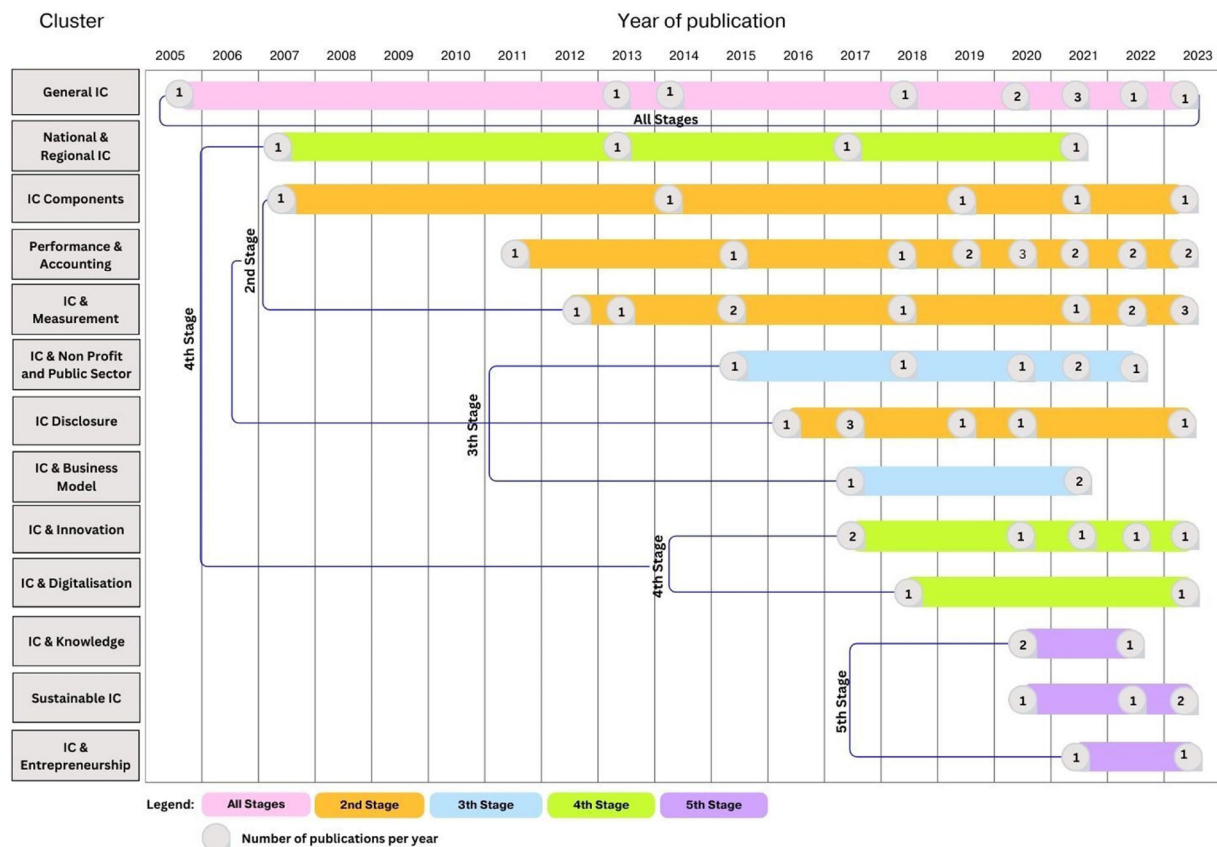 Cluster
Year of publication
2005 2006 2007 2008 2009 2010 2011 2012 2013 2014 2015 2016 2017 2018 2019 2020 2021 2022 2023
General IC
1 1 1 1 2 3 1 1
All Stages
National &
Regional IC
1 1 1 1
IC Components
1 1 1 1 1
2nd Stage
Performance &
Accounting
1 1 1 2 3 2 2 2
IC &
Measurement
1 1 2 1 1 2 3
4th Stage
IC & Non Profit
and Public Sector
1 1 1 2 1
3th Stage
IC Disclosure
1 3 1 1 1
IC & Business
Model
1 2
IC & Innovation
2 1 1 1 1
4th Stage
IC & Digitalisation
1 1
IC & Knowledge
2 1
5th Stage
Sustainable IC
1 1 2
IC &
Entrepreneurship
1 1
Legend: All Stages 2nd Stage 3th Stage 4th Stage 5th Stage
Number of publications per year